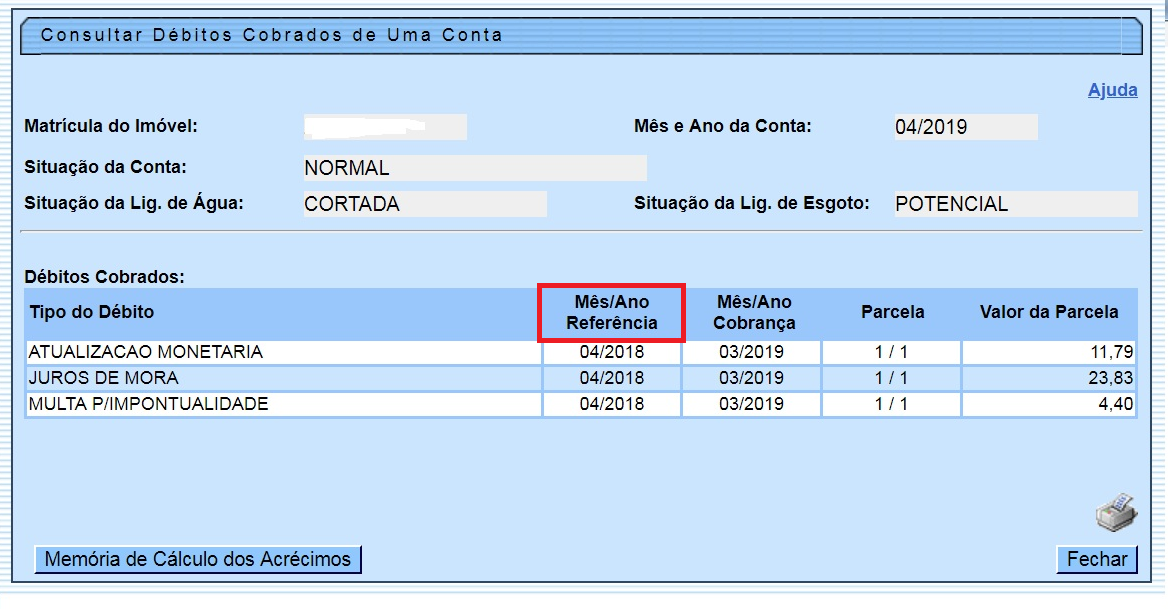 Consultar Débitos Cobrados de Uma Conta
Ajuda
Matrícula do Imóvel:
Mês e Ano da Conta: 04/2019
Situação da Conta: NORMAL
Situação da Lig. de Água: CORTADA Situação da Lig. de Esgoto: POTENCIAL
Débitos Cobrados:
Tipo do Débito Mês/Ano Referência Mês/Ano Cobrança Parcela Valor da Parcela
ATUALIZACAO MONETARIA 04/2018 03/2019 1 / 1 11,79
JUROS DE MORA 04/2018 03/2019 1 / 1 23,83
MULTA P/IMPONTUALIDADE 04/2018 03/2019 1 / 1 4,40
Memória de Cálculo dos Acrécimos Fechar